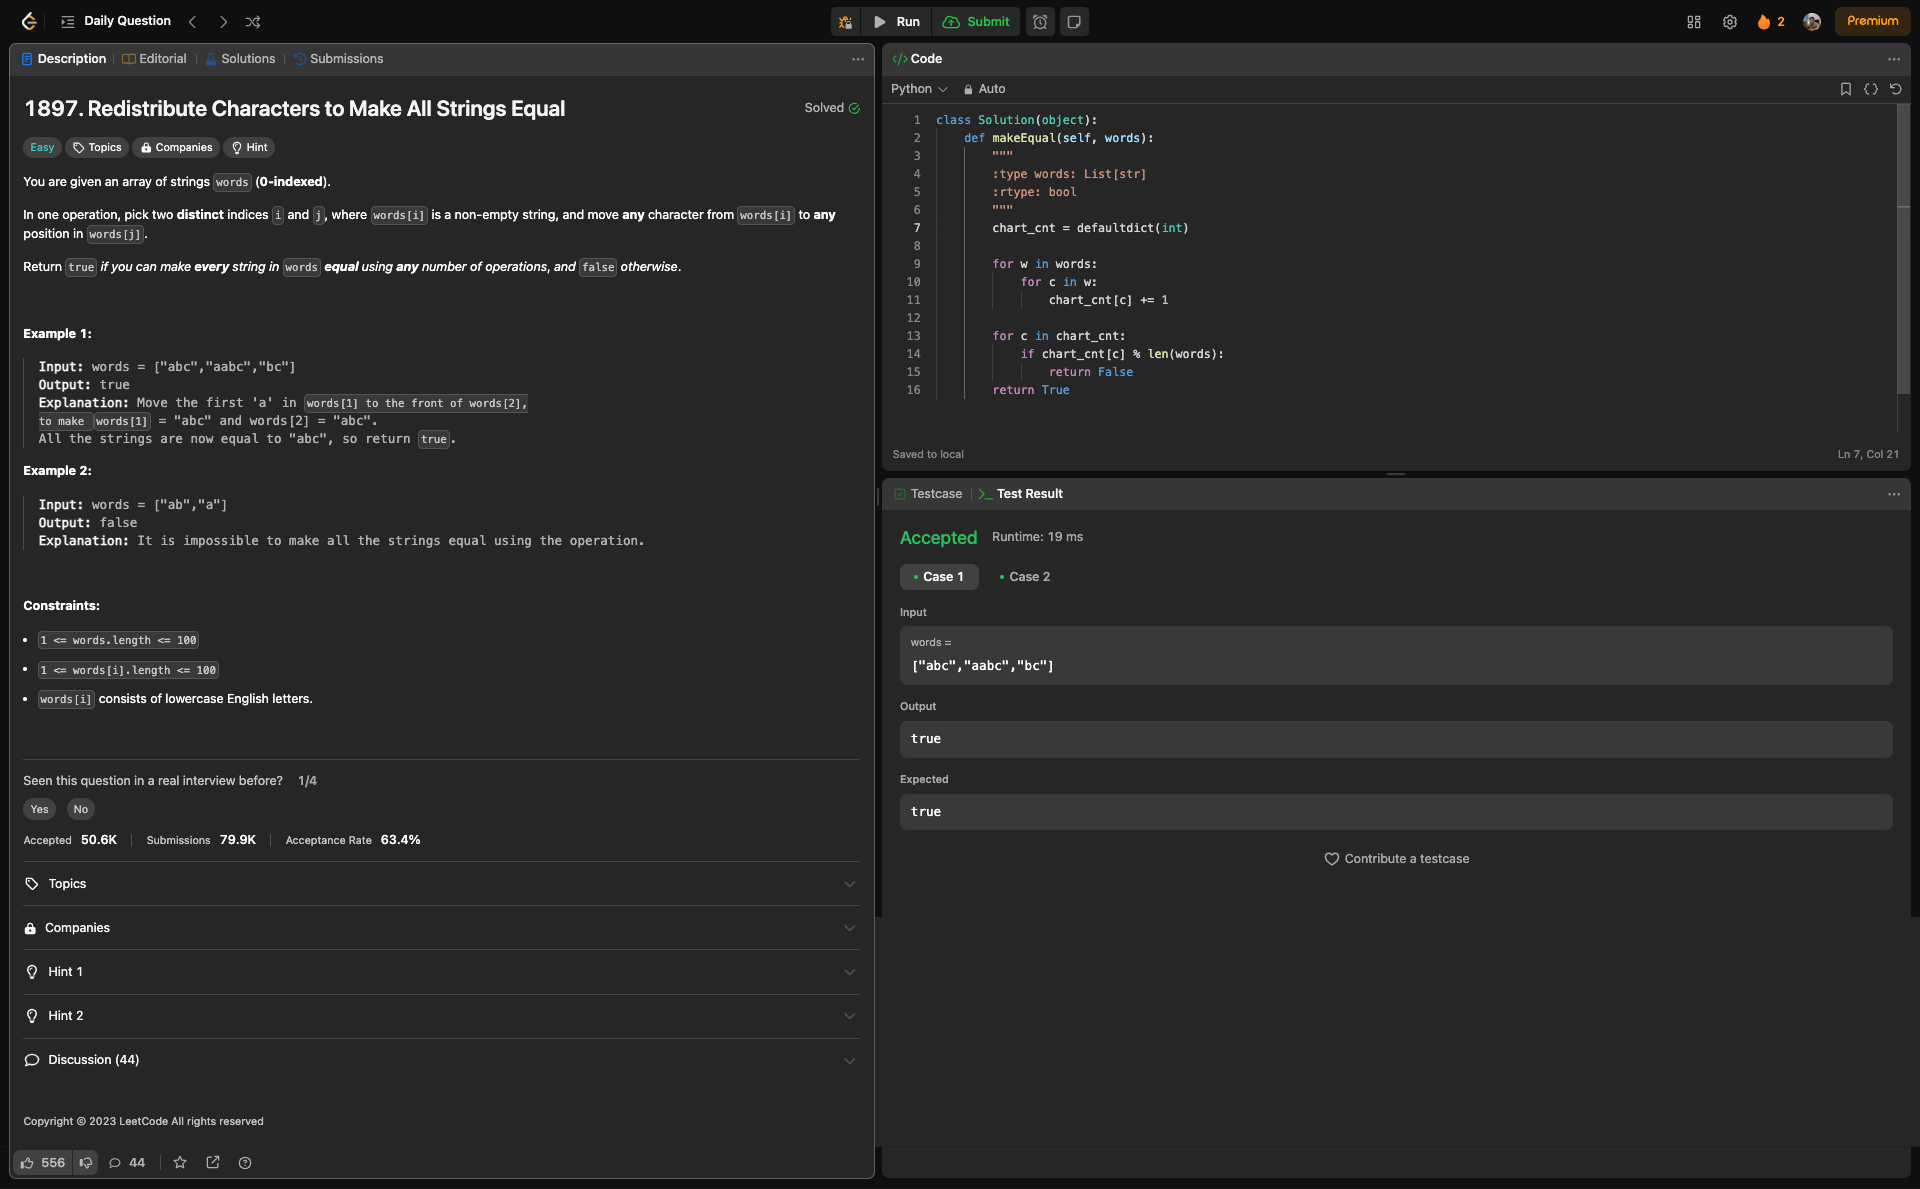 Daily Question
Run
Submit
2
Premium
Description
Editorial
Solutions
Submissions
1897. Redistribute Characters to Make All Strings Equal
Solved
Easy
Topics
Companies
Hint
You are given an array of strings words (0-indexed).
In one operation, pick two distinct indices i and j, where words[i] is a non-empty string, and move any character from words[i] to any
position in words[j].
Return true if you can make every string in words equal using any number of operations, and false otherwise.
Example 1:
Input: words = ["abc","aabc","bc"]
Output: true
Explanation: Move the first 'a' in words[1] to the front of words[2],
to make words[1] = "abc" and words[2] = "abc".
All the strings are now equal to "abc", so return true.
Example 2:
Input: words = ["ab","a"]
Output: false
Explanation: It is impossible to make all the strings equal using the operation.
Constraints:
1 <= words.length <= 100
1 <= words[i].length <= 100
words[i] consists of lowercase English letters.
Seen this question in a real interview before? 1/4
Yes No
Accepted 50.6K Submissions 79.9K Acceptance Rate 63.4%
Topics
Companies
Hint 1
Hint 2
Discussion (44)
Copyright © 2023 LeetCode All rights reserved
556
44
</> Code
Python
Auto
1 class Solution(object):
2 def makeEqual(self, words):
3 """
4 :type words: List[str]
5 :rtype: bool
6 """
7 chart_cnt = defaultdict(int)
8
9 for w in words:
10 for c in w:
11 chart_cnt[c] += 1
12
13 for c in chart_cnt:
14 if chart_cnt[c] % len(words):
15 return False
16 return True
Saved to local
Ln 7, Col 21
Testcase
>_ Test Result
Accepted Runtime: 19 ms
Case 1
Case 2
Input
words =
["abc","aabc","bc"]
Output
true
Expected
true
Contribute a testcase